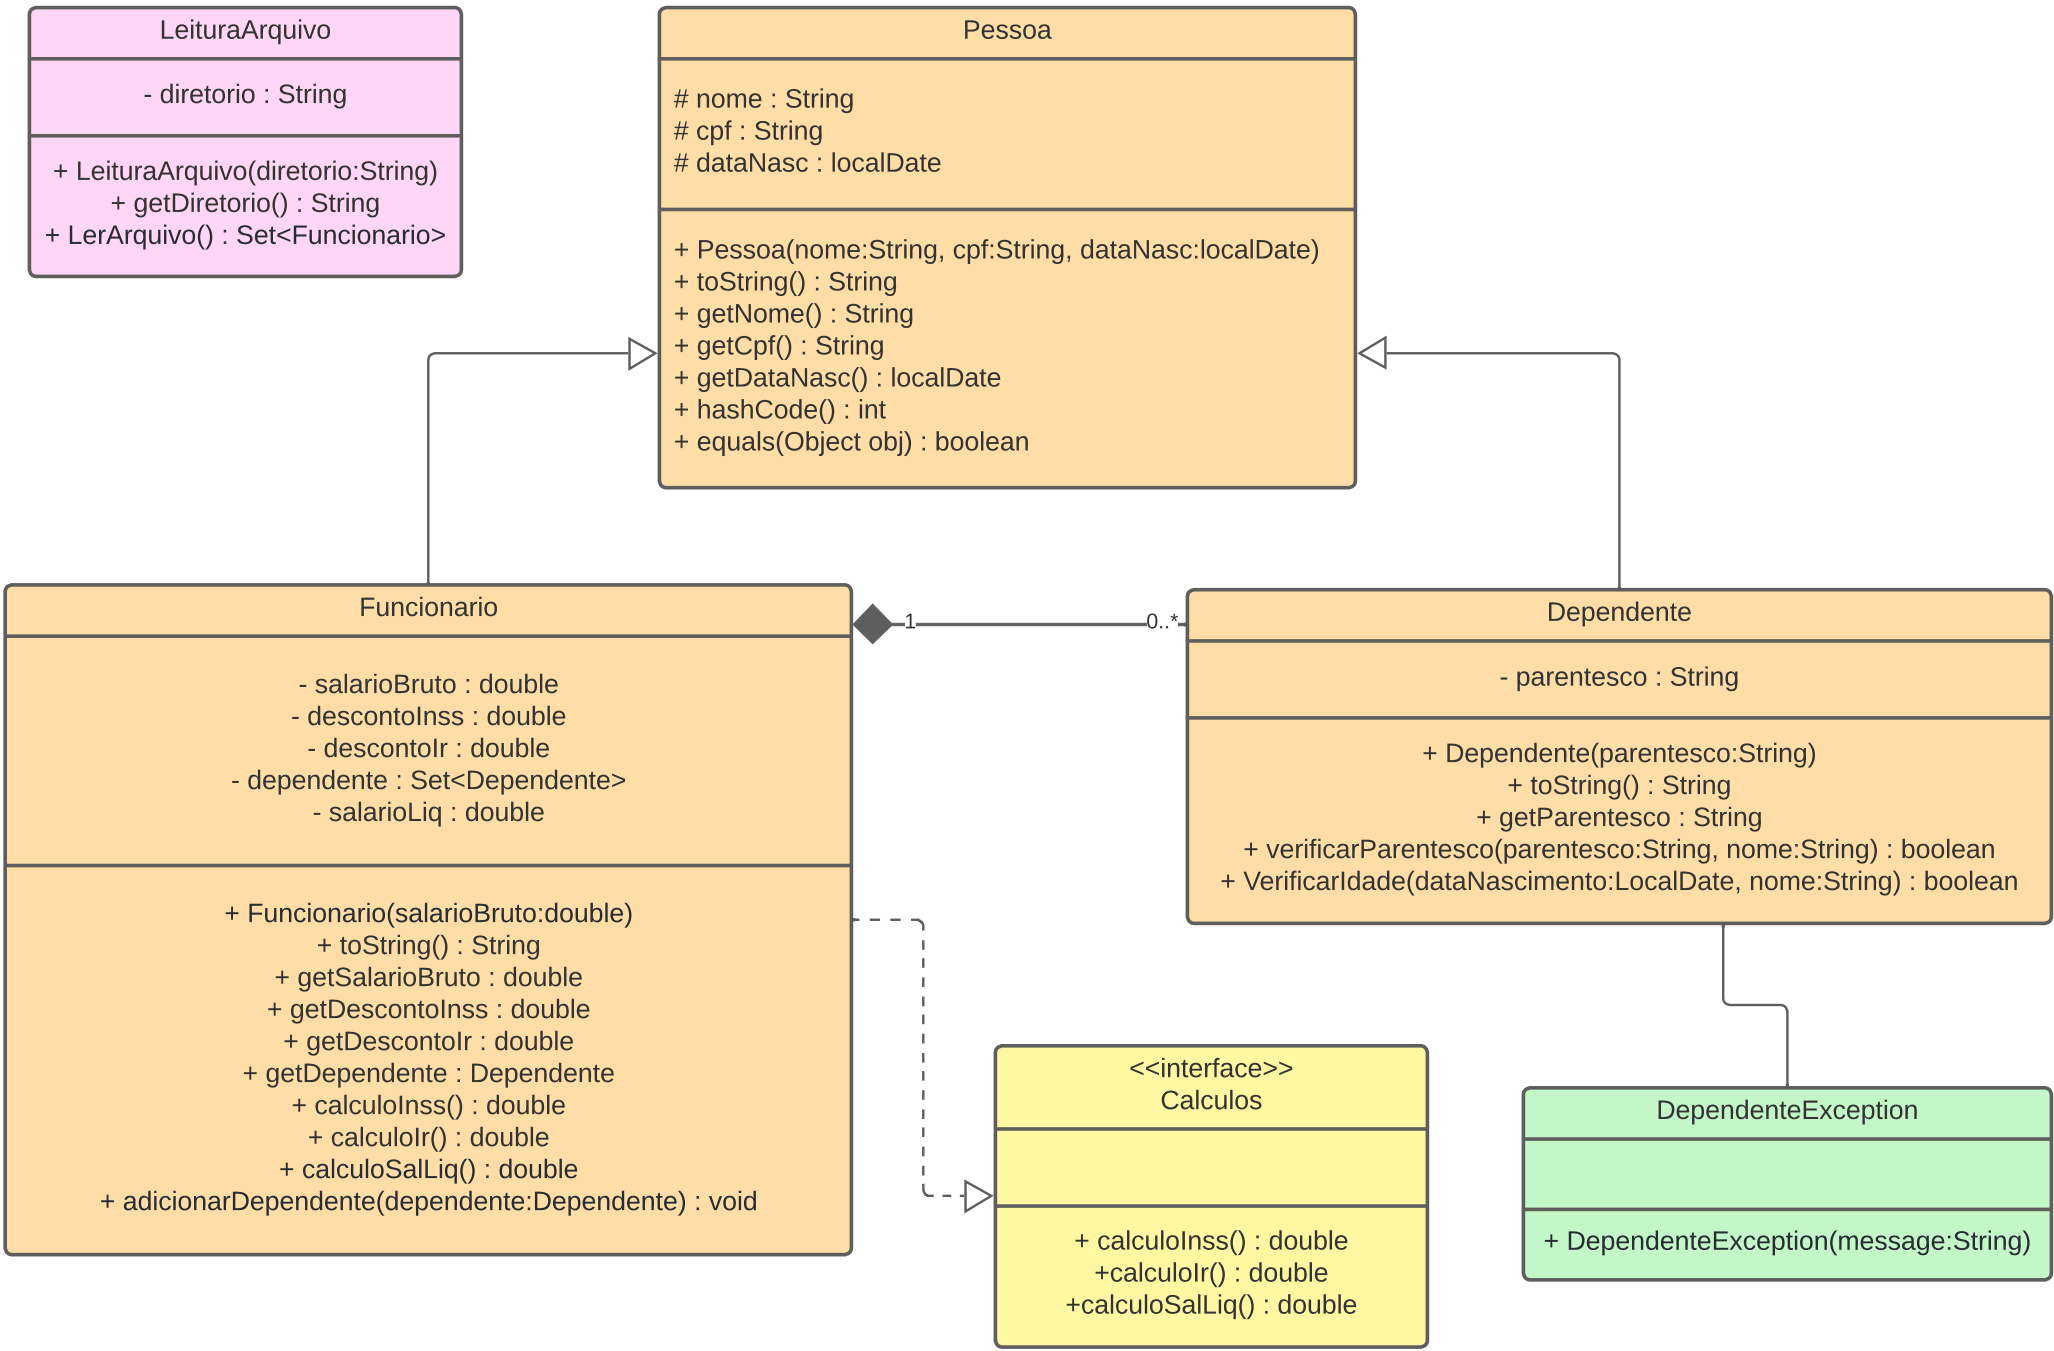 LeituraArquivo
- diretorio : String
+ LeituraArquivo(diretorio:String)
+ getDiretorio() : String
+ LerArquivo() : Set<Funcionario>
Pessoa
# nome : String
# cpf : String
# dataNasc : localDate
+ Pessoa(nome:String, cpf:String, dataNasc:localDate)
+ toString() : String
+ getNome() : String
+ getCpf() : String
+ getDataNasc() : localDate
+ hashCode() : int
+ equals(Object obj) : boolean
Funcionario
- salarioBruto : double
- descontoInss : double
- descontoIr : double
- dependente : Set<Dependente>
- salarioLiq : double
+ Funcionario(salarioBruto:double)
+ toString() : String
+ getSalarioBruto : double
+ getDescontoInss : double
+ getDescontoIr : double
+ getDependente : Dependente
+ calculoInss() : double
+ calculoIr() : double
+ calculoSalLiq() : double
+ adicionarDependente(dependente:Dependente) : void
1
0..*
Dependente
- parentesco : String
+ Dependente(parentesco:String)
+ toString() : String
+ getParentesco : String
+ verificarParentesco(parentesco:String, nome:String) : boolean
+ VerificarIdade(dataNascimento:LocalDate, nome:String) : boolean
<<interface>>
Calculos
+ calculoInss() : double
+calculoIr() : double
+calculoSalLiq() : double
DependenteException
+ DependenteException(message:String)